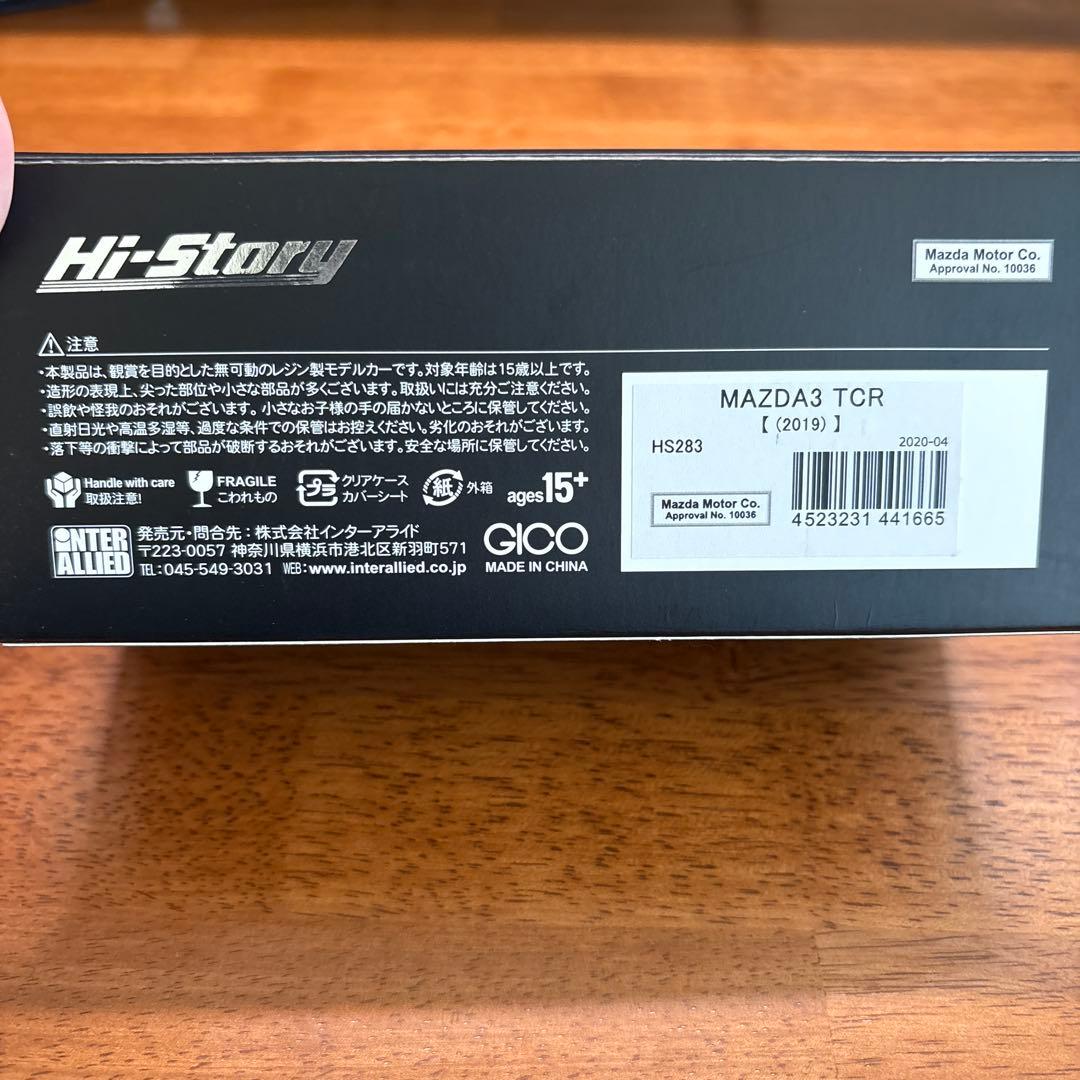 Hi-Story
Mazda Motor Co.
Approval No. 10036
注意
・本製品は、観賞を目的とした無可動のレジン製モデルカーです。対象年齢は15歳以上です。
・造形の表現上、尖った部位や小さな部品が多くございます。取扱いには充分ご注意ください。
・誤飲や怪我のおそれがございます。小さなお子様の手の届かないところに保管してください。
・直射日光や高温多湿等、過度な条件での保管はお控えください。劣化のおそれがございます。
・落下等の衝撃によって部品が破断するおそれがございます。安全な場所に保管してください。
Handle with care
取扱注意!
FRAGILE
こわれもの
プラ
クリアケース
カバーシート
紙
外箱
ages15+
INTER
ALLIED
発売元・問合先：株式会社インターアライド
〒223-0057 神奈川県横浜市港北区新羽町571
TEL:045-549-3031 WEB:www.interallied.co.jp
GICO
MADE IN CHINA
MAZDA3 TCR
【（2019）】
HS283
2020-04
Mazda Motor Co.
Approval No. 10036
4523231 441665